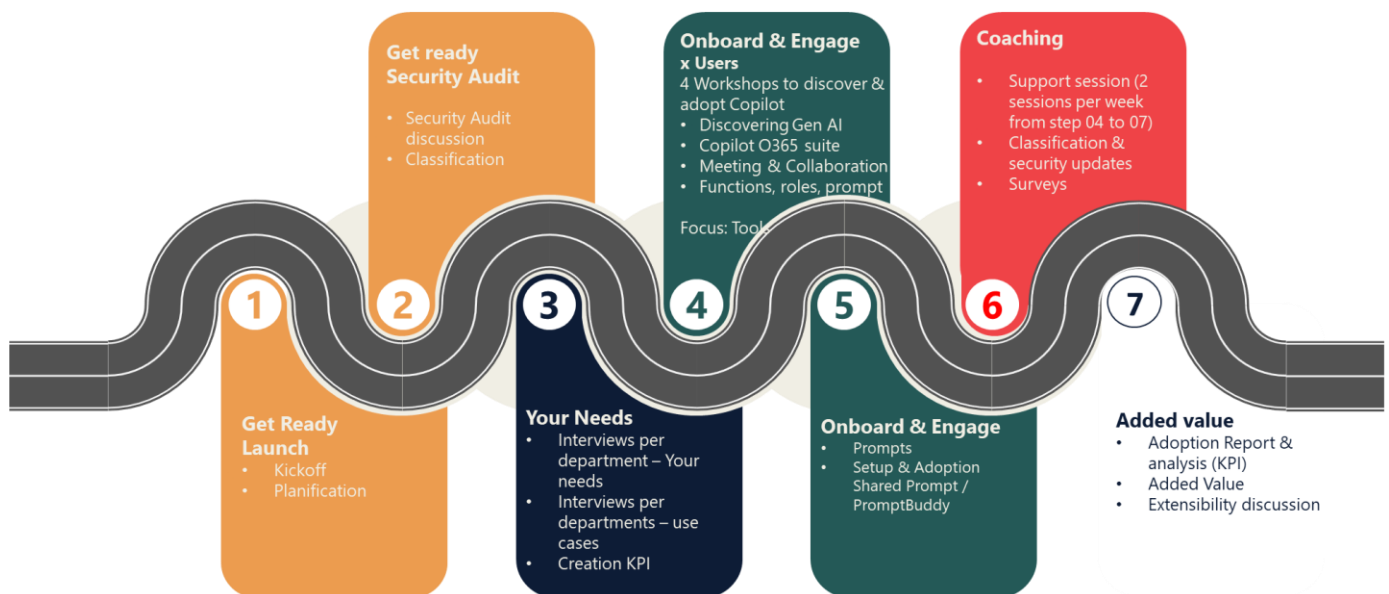 1
Get Ready
Launch
• Kickoff
• Planification
2
Get ready
Security Audit
• Security Audit
discussion
• Classification
3
Your Needs
• Interviews per
department – Your
needs
• Interviews per
departments – use
cases
• Creation KPI
4
Onboard & Engage
x Users
4 Workshops to discover &
adopt Copilot
• Discovering Gen AI
• Copilot O365 suite
• Meeting & Collaboration
• Functions, roles, prompt
Focus:
5
Onboard & Engage
• Prompts
• Setup & Adoption
Shared Prompt /
PromptBuddy
6
Coaching
• Support session (2
sessions per week
from step 04 to 07)
• Classification &
security updates
• Surveys
7
Added value
• Adoption Report &
analysis (KPI)
• Added Value
• Extensibility discussion